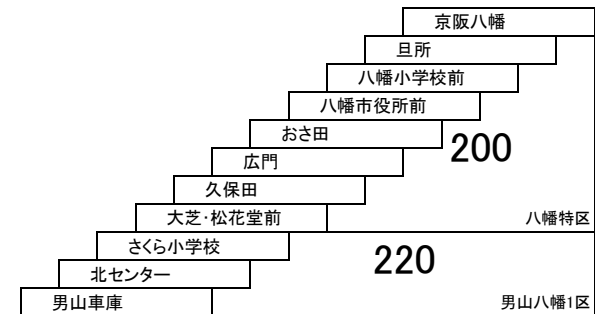 京阪八幡
旦所
八幡小学校前
八幡市役所前
おさ田
200
広門
久保田
大芝・松花堂前
八幡特区
さくら小学校
220
北センター
男山車庫
男山八幡1区